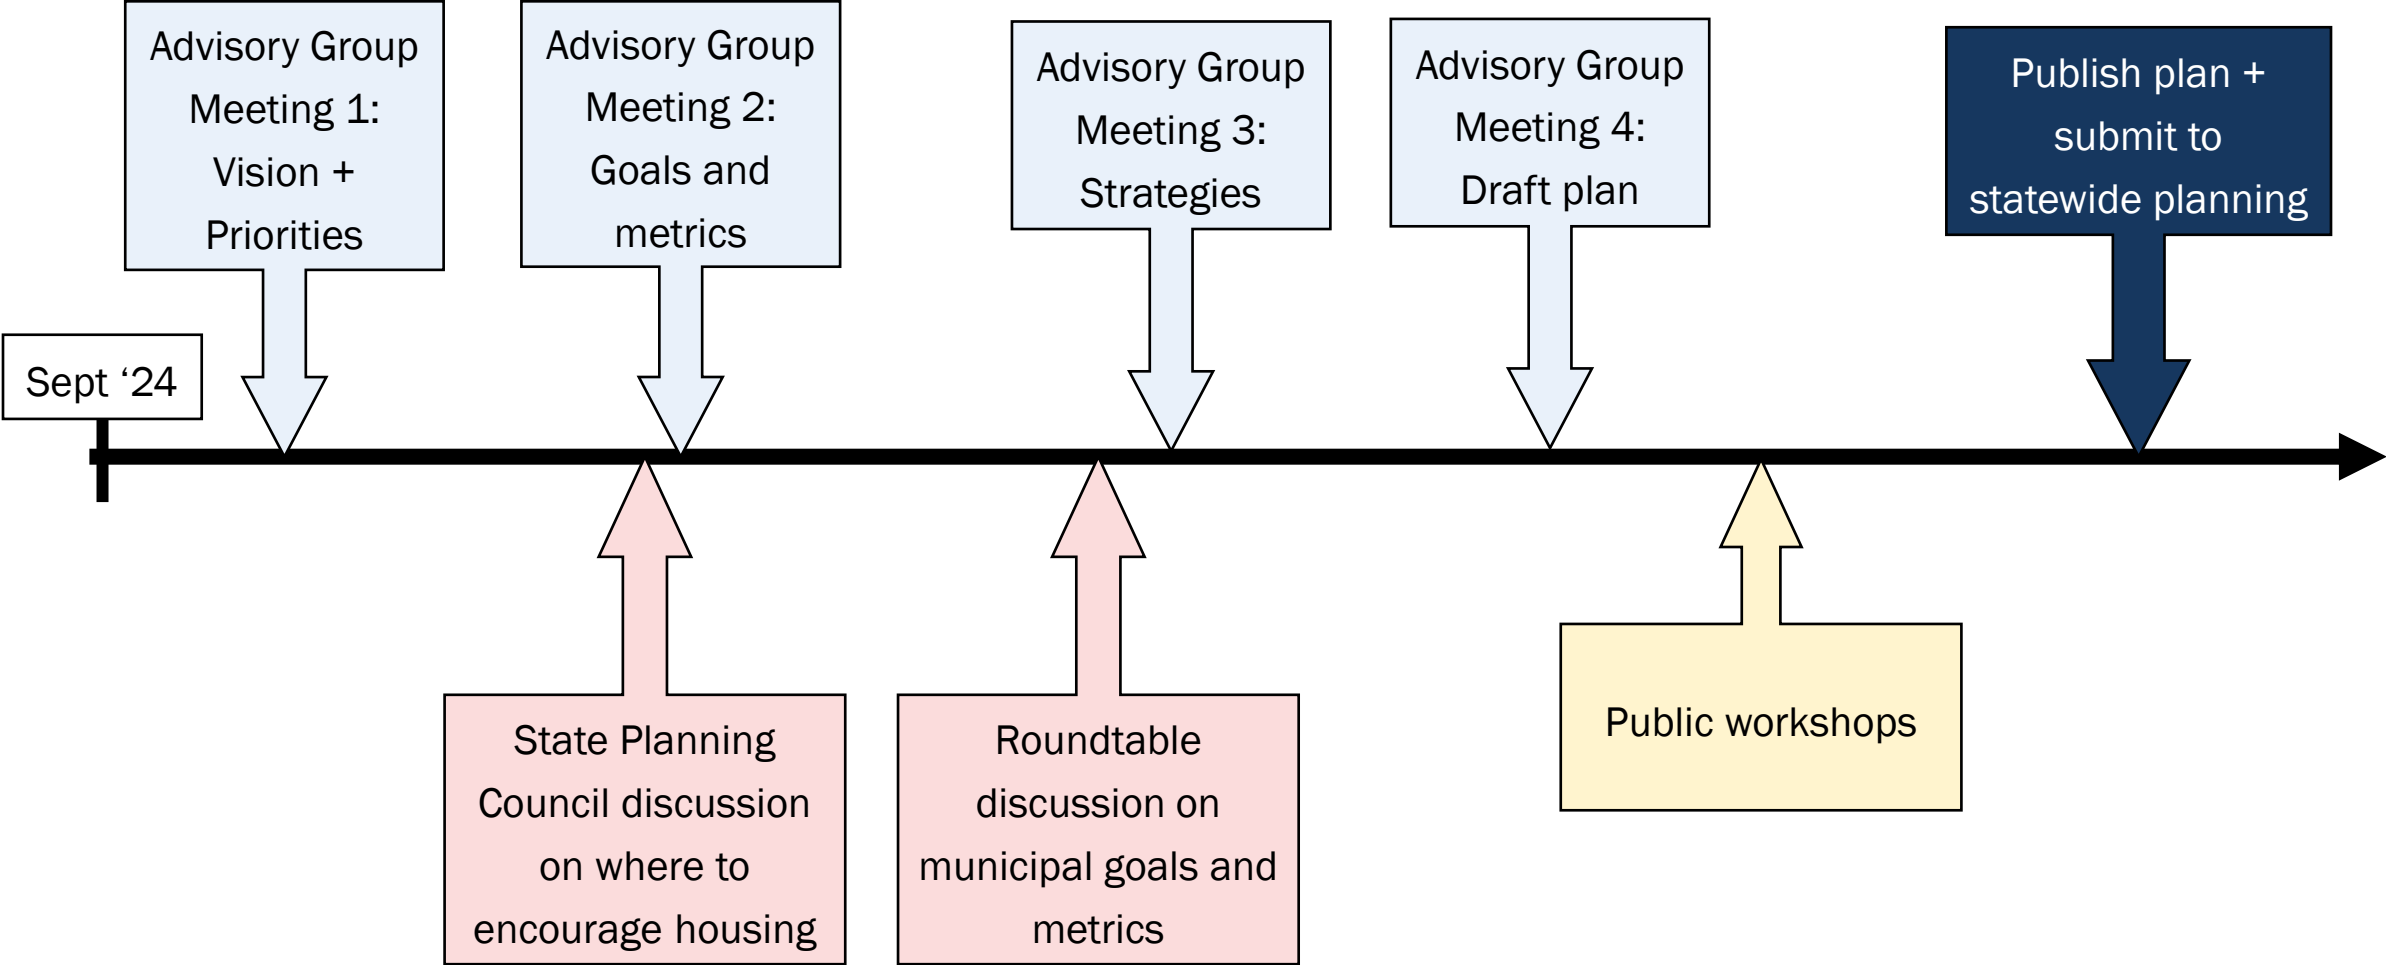 Advisory Group
Meeting 1:
Vision +
Priorities
Advisory Group
Meeting 2:
Goals and
metrics
Advisory Group
Meeting 3:
Strategies
Advisory Group
Meeting 4:
Draft plan
Publish plan +
submit to
statewide planning
Sept ‘24
State Planning
Council discussion
on where to
encourage housing
Roundtable
discussion on
municipal goals and
metrics
Public workshops